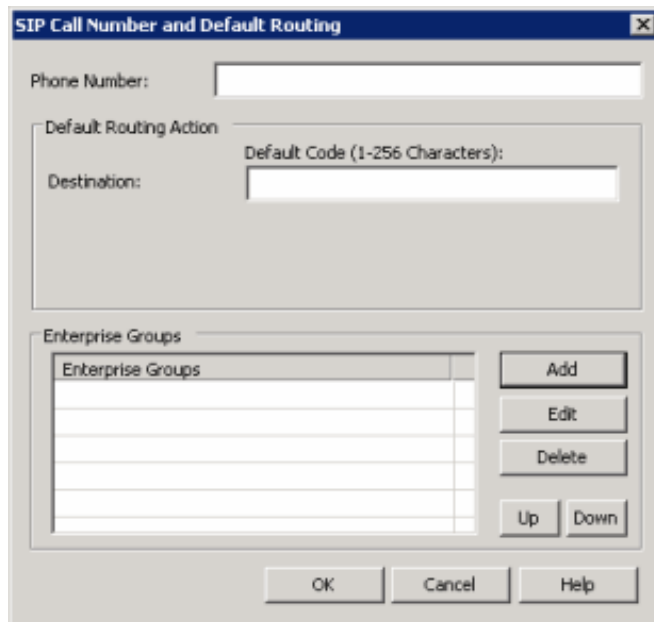 SIP Call Number and Default Routing
Phone Number:
Default Routing Action
Default Code (1-256 Characters):
Destination:
Enterprise Groups
Enterprise Groups
Add
Edit
Delete
Up Down
OK Cancel Help